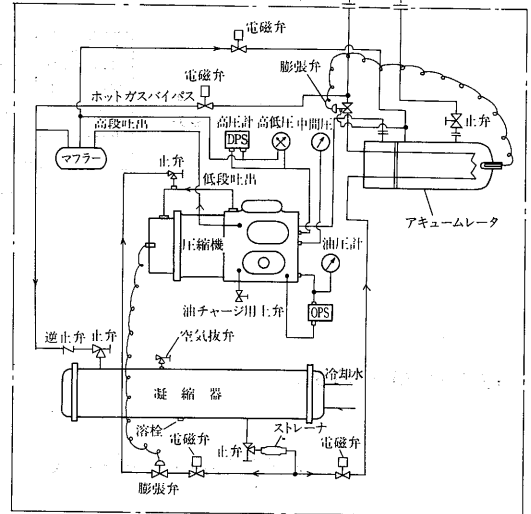 電磁弁
電磁弁
膨張弁
ホットガスバイパス
高段吐出
高圧計
高低圧
中間圧
DPS
止弁
マフラー
止弁
低段吐出
アキュームレータ
圧縮機
油圧計
油チャージ用止弁
OPS
逆止弁
止弁
空気抜弁
冷却水
凝縮器
溶栓
電磁弁
止弁
ストレーナ
電磁弁
膨張弁